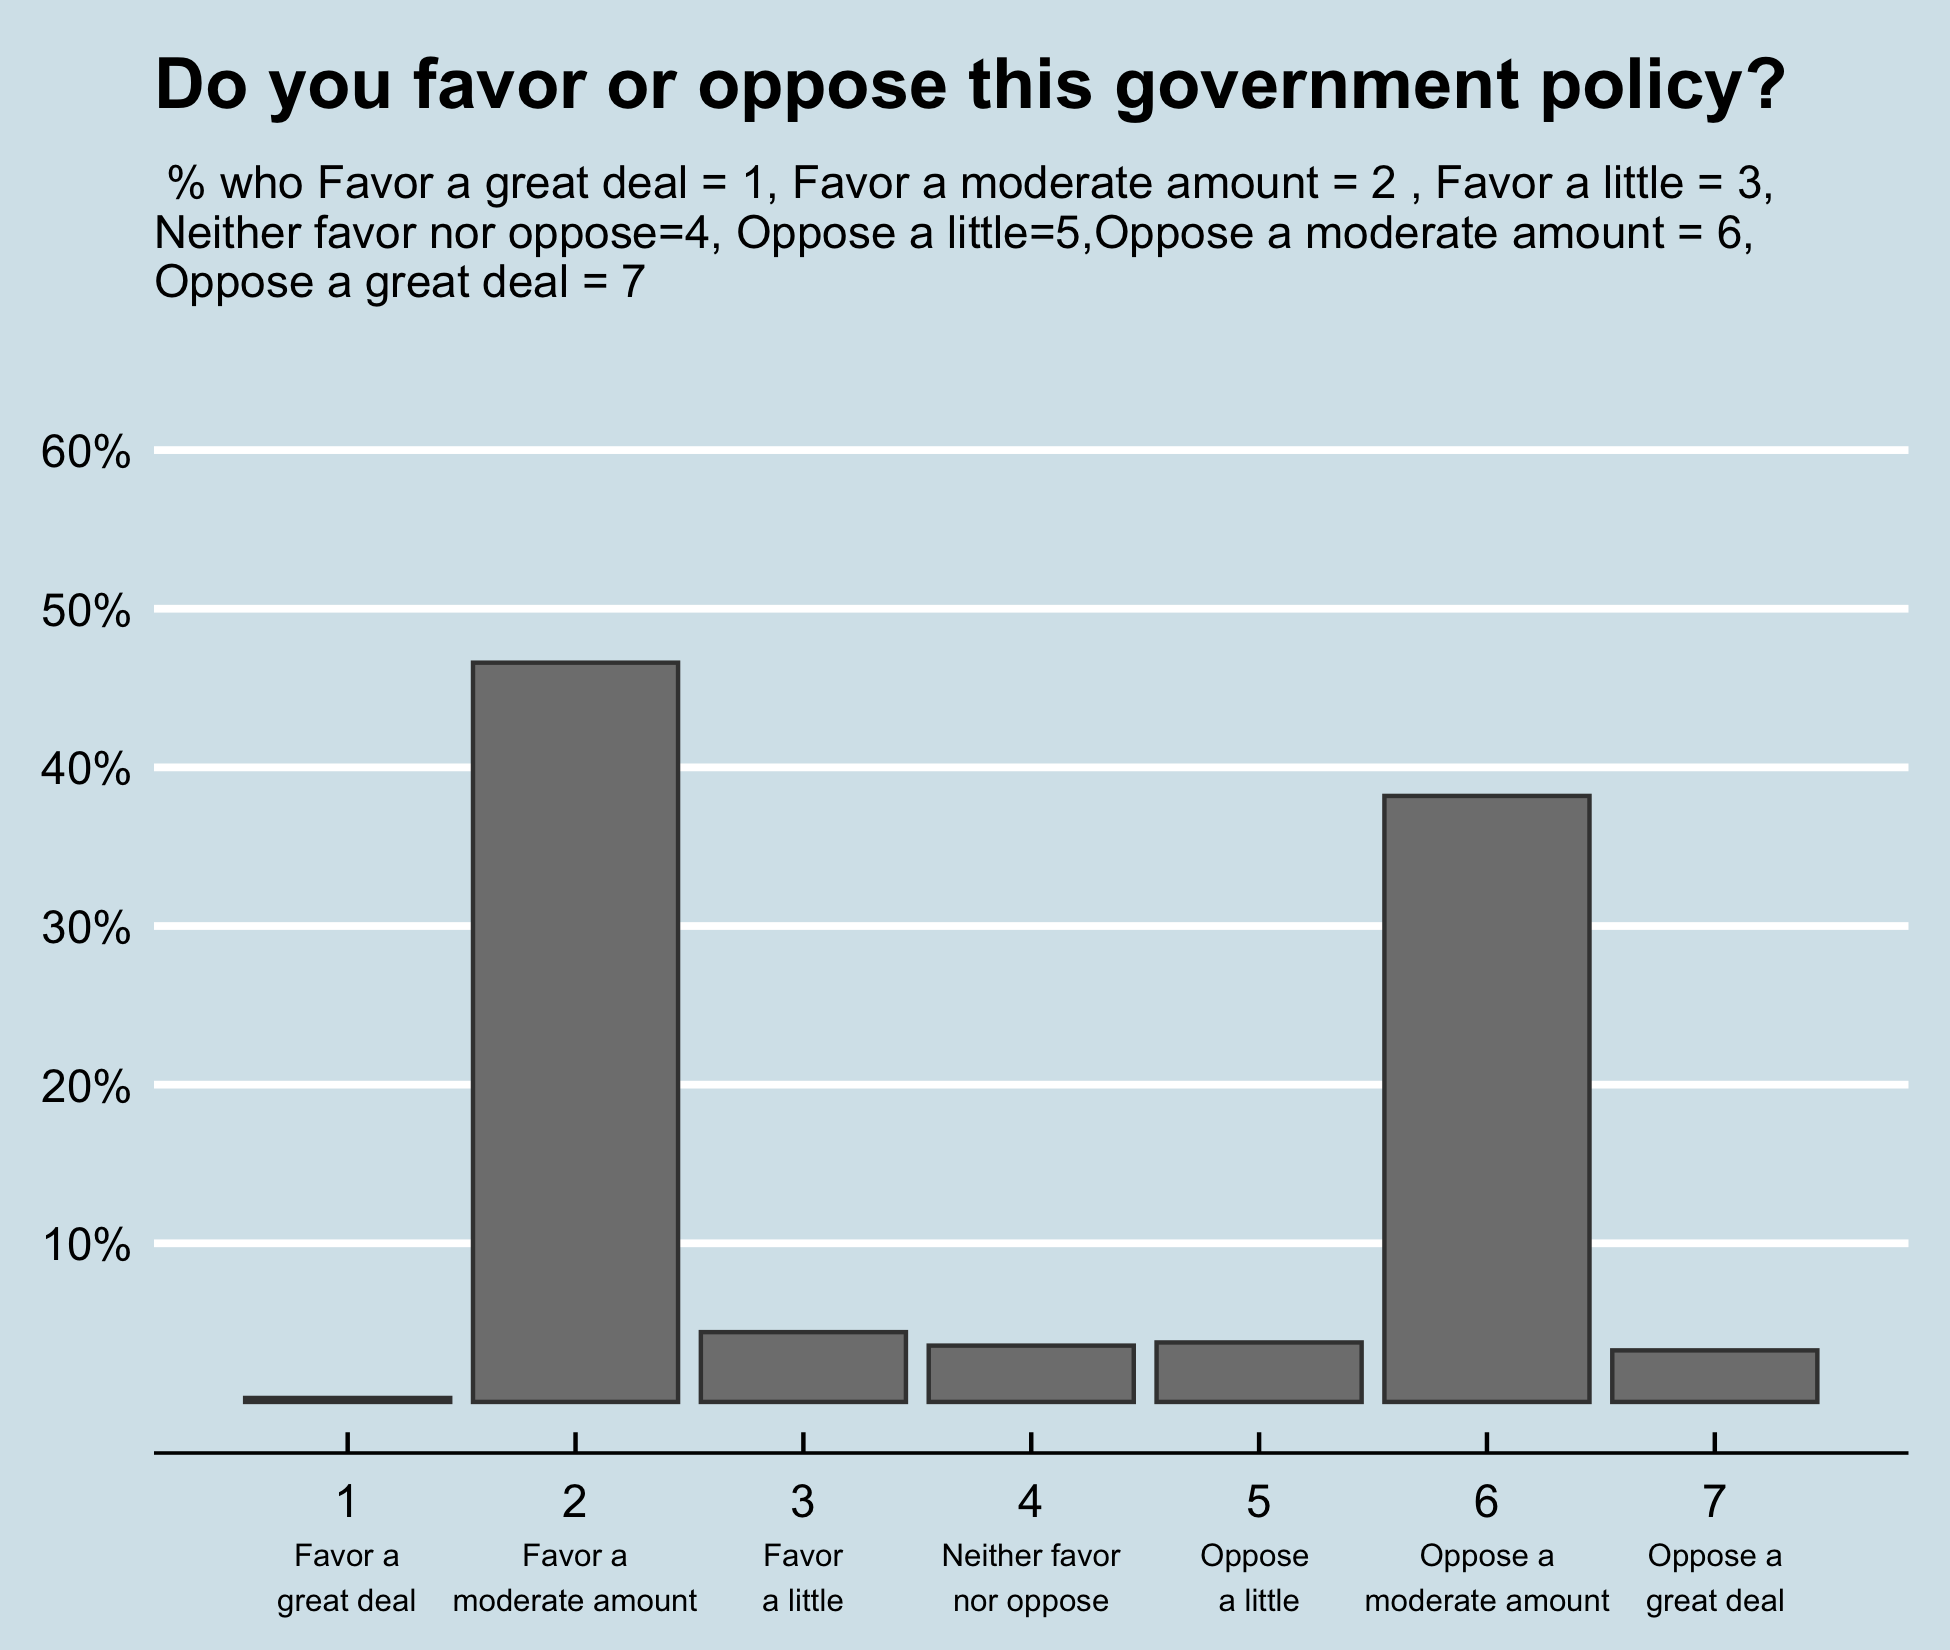 Do you favor or oppose this government policy?
% who Favor a great deal = 1, Favor a moderate amount = 2 , Favor a little = 3,
Neither favor nor oppose=4, Oppose a little=5,Oppose a moderate amount = 6,
Oppose a great deal = 7
60%
50%
40%
30%
20%
10%
1 2 3 4 5 6 7
Favor a Favor a Favor Neither favor Oppose Oppose a Oppose a
great deal moderate amount a little nor oppose a little moderate amount great deal